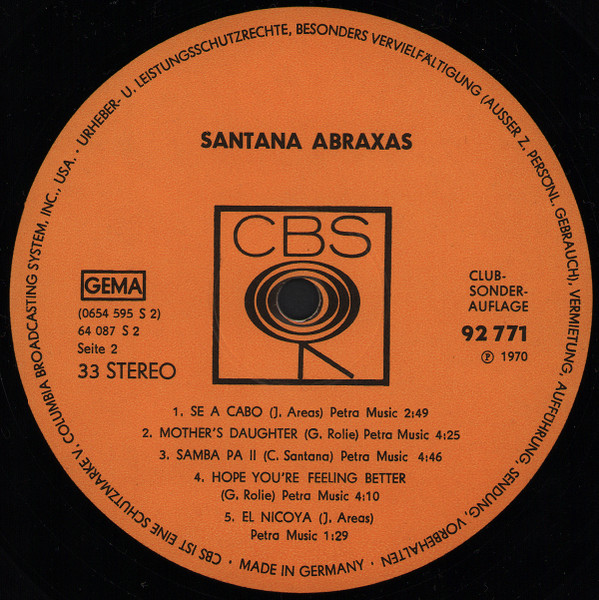 URHEBER- U. LEISTUNGSSCHUTZRECHTE, BESONDERS VERVIELFÄLTIGUNG (AUSSER Z. PERSÖNL. GEBRAUCH), VERMIETUNG, AUFFÜHRUNG, SENDUNG, VORBEHALTEN
SANTANA ABRAXAS
CBS
GEMA
(0654 595 S 2)
64 087 S 2
Seite 2
33 STEREO
CLUB-
SONDER-
AUFLAGE
92 771
Ⓟ 1970
1. SE A CABO (J. Areas) Petra Music 2:49
2. MOTHER'S DAUGHTER (G. Rolie) Petra Music 4:25
3. SAMBA PA II (C. Santana) Petra Music 4:46
4. HOPE YOU'RE FEELING BETTER
(G. Rolie) Petra Music 4:10
5. EL NICOYA (J. Areas)
Petra Music 1:29
CBS IST EINE SCHUTZMARKE V. COLUMBIA BROADCASTING SYSTEM, INC., USA. ·
· MADE IN GERMANY ·